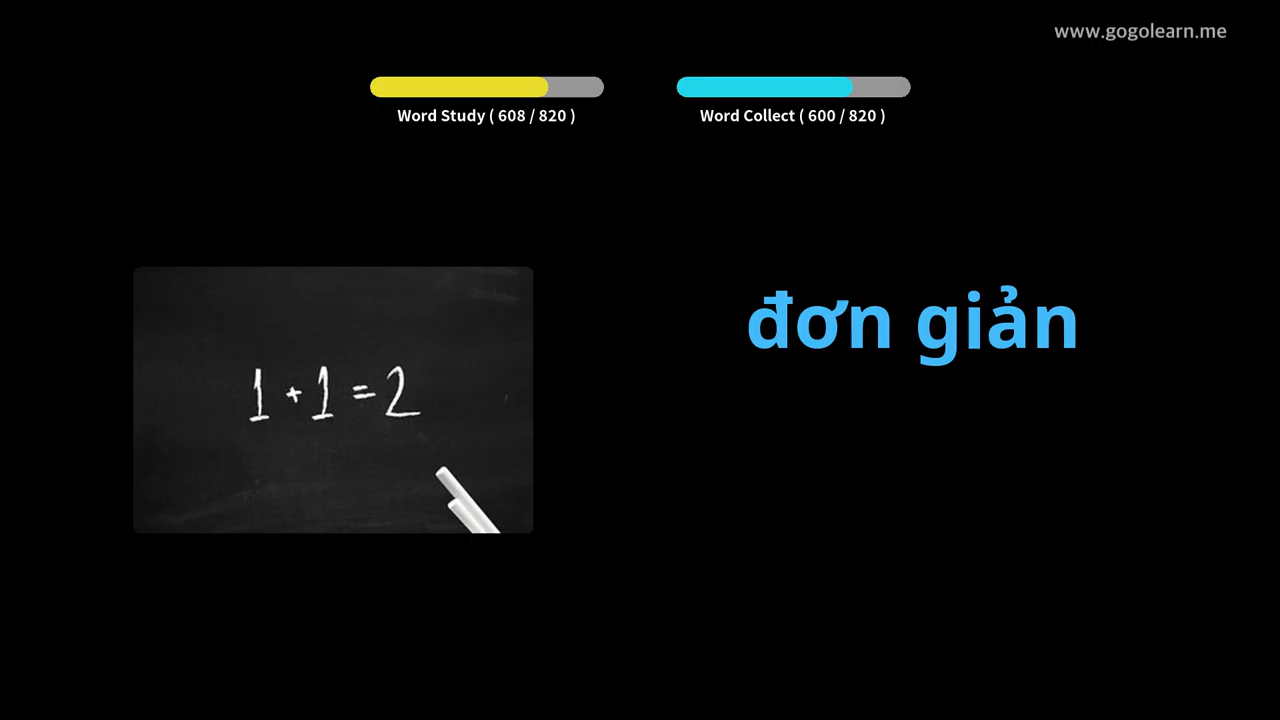 www.gogolearn.me
Word Study ( 608 / 820 )
Word Collect ( 600 / 820 )
đơn giản
1 + 1 = 2